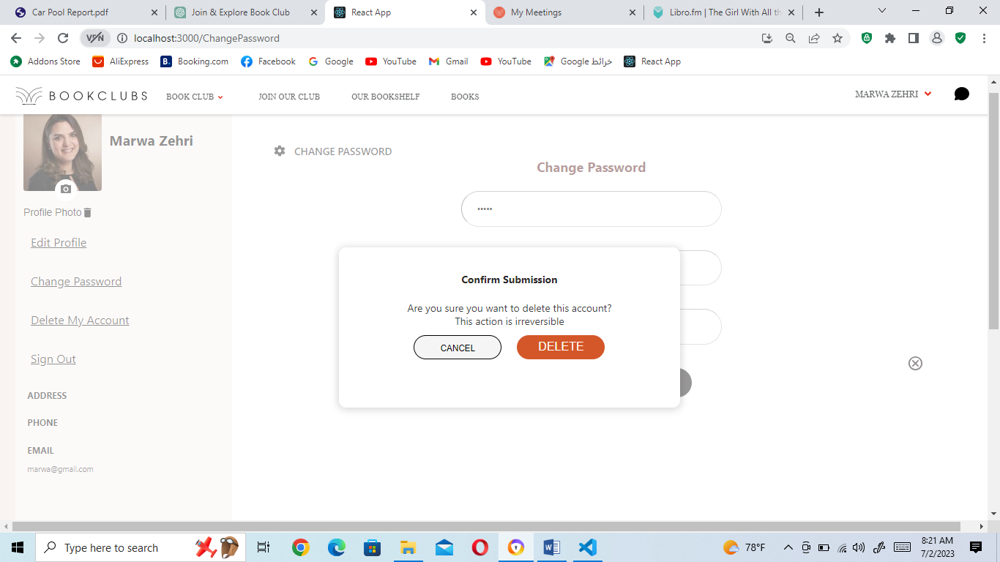 Car Pool Report.pdf
Join & Explore Book Club
React App
My Meetings
Libro.fm | The Girl With All th
VPN
localhost:3000/ChangePassword
Addons Store
AliExpress
B.
Booking.com
Facebook
Google
YouTube
Gmail
YouTube
خرائط Google
React App
BOOKCLUBS
BOOK CLUB
JOIN OUR CLUB
OUR BOOKSHELF
BOOKS
MARWA ZEHRI
Marwa Zehri
Profile Photo
Edit Profile
Change Password
Delete My Account
Sign Out
ADDRESS
PHONE
EMAIL
marwa@gmail.com
CHANGE PASSWORD
Change Password
Confirm Submission
Are you sure you want to delete this account?
This action is irreversible
CANCEL
DELETE
Type here to search
78°F
8:21 AM
7/2/2023